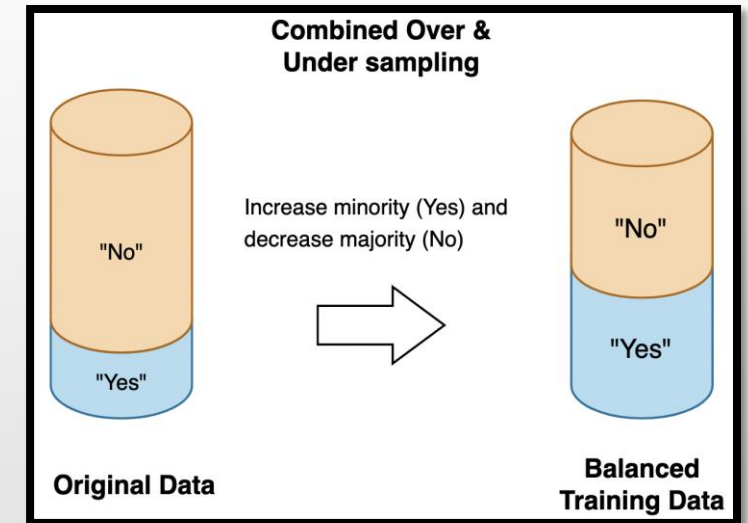 Combined Over &
Under sampling
"No"
"Yes"
Increase minority (Yes) and
decrease majority (No)
"No"
"Yes"
Original Data
Balanced
Training Data